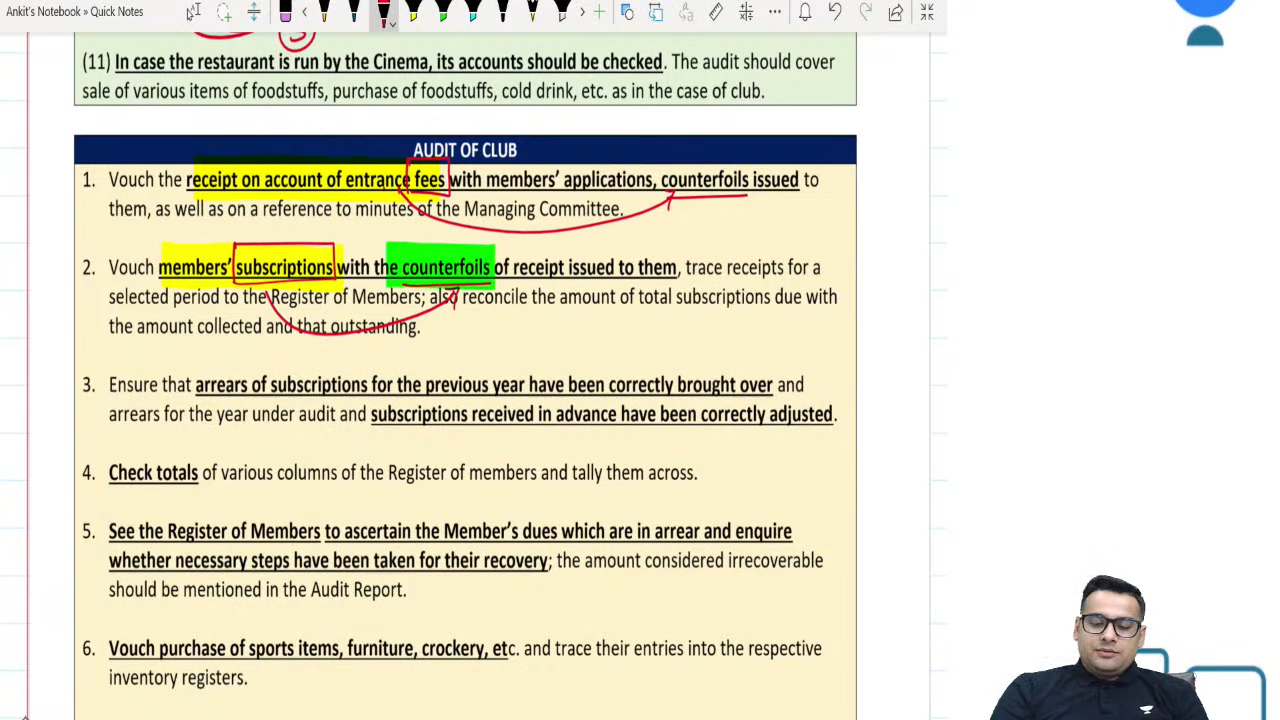 Ankit's Notebook » Quick Notes
(11) In case the restaurant is run by the Cinema, its accounts should be checked. The audit should cover
sale of various items of foodstuffs, purchase of foodstuffs, cold drink, etc. as in the case of club.
AUDIT OF CLUB
1. Vouch the receipt on account of entrance fees with members' applications, counterfoils issued to
them, as well as on a reference to minutes of the Managing Committee.
2. Vouch members' subscriptions with the counterfoils of receipt issued to them, trace receipts for a
selected period to the Register of Members; also reconcile the amount of total subscriptions due with
the amount collected and that outstanding.
3. Ensure that arrears of subscriptions for the previous year have been correctly brought over and
arrears for the year under audit and subscriptions received in advance have been correctly adjusted.
4. Check totals of various columns of the Register of members and tally them across.
5. See the Register of Members to ascertain the Member's dues which are in arrear and enquire
whether necessary steps have been taken for their recovery; the amount considered irrecoverable
should be mentioned in the Audit Report.
6. Vouch purchase of sports items, furniture, crockery, etc. and trace their entries into the respective
inventory registers.